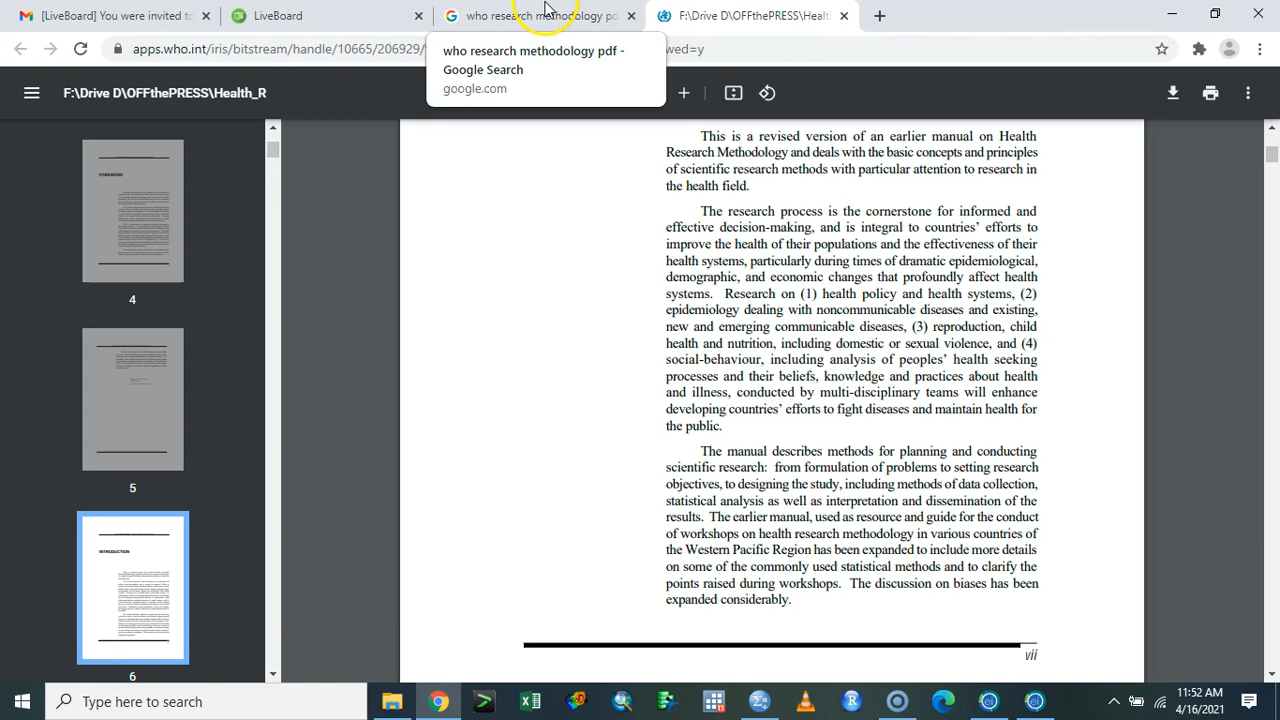 [LiveBoard] You were invited to
LiveBoard
who research methodology pd
F:\Drive D\OFFthePRESS\Healt
apps.who.int/iris/bitstream/handle/10665/206929/
wed=y
who research methodology pdf -
Google Search
google.com
F:\Drive D\OFFthePRESS\Health_R
FOREWORD
4
5
INTRODUCTION
6
This is a revised version of an earlier manual on Health
Research Methodology and deals with the basic concepts and principles
of scientific research methods with particular attention to research in
the health field.
The research process is the cornerstone for informed and
effective decision-making, and is integral to countries' efforts to
improve the health of their populations and the effectiveness of their
health systems, particularly during times of dramatic epidemiological,
demographic, and economic changes that profoundly affect health
systems. Research on (1) health policy and health systems, (2)
epidemiology dealing with noncommunicable diseases and existing,
new and emerging communicable diseases, (3) reproduction, child
health and nutrition, including domestic or sexual violence, and (4)
social-behaviour, including analysis of peoples' health seeking
processes and their beliefs, knowledge and practices about health
and illness, conducted by multi-disciplinary teams will enhance
developing countries' efforts to fight diseases and maintain health for
the public.
The manual describes methods for planning and conducting
scientific research: from formulation of problems to setting research
objectives, to designing the study, including methods of data collection,
statistical analysis as well as interpretation and dissemination of the
results. The earlier manual, used as resource and guide for the conduct
of workshops on health research methodology in various countries of
the Western Pacific Region has been expanded to include more details
on some of the commonly used statistical methods and to clarify the
points raised during workshops. The discussion on biases has been
expanded considerably.
vii
Type here to search
11:52 AM
4/16/2021